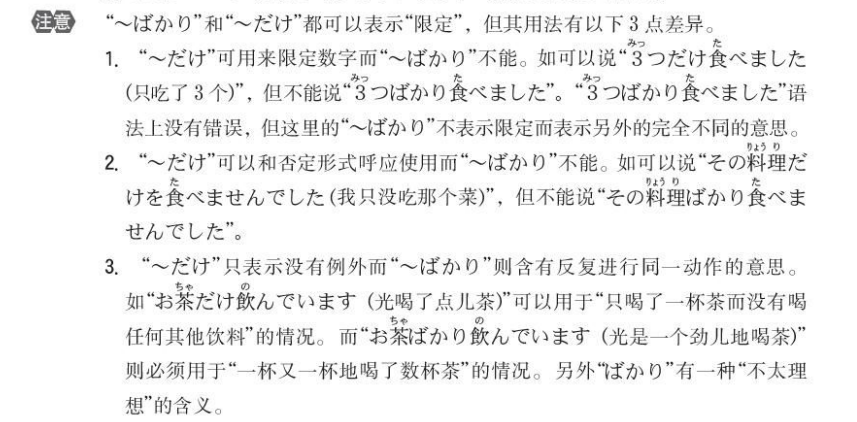 注意 “～ばかり”和“～だけ”都可以表示“限定”，但其用法有以下 3 点差异。
1. “～だけ”可用来限定数字而“～ばかり”不能。如可以说“3つだけ食べました
(只吃了 3 个)”，但不能说“3つばかり食べました”。“3つばかり食べました”语
法上没有错误，但这里的“～ばかり”不表示限定而表示另外的完全不同的意思。
2. “～だけ”可以和否定形式呼应使用而“～ばかり”不能。如可以说“その料理だ
けを食べませんでした(我只没吃那个菜)”，但不能说“その料理ばかり食べま
せんでした”。
3. “～だけ”只表示没有例外而“～ばかり”则含有反复进行同一动作的意思。
如“お茶だけ飲んでいます (光喝了点儿茶)”可以用于“只喝了一杯茶而没有喝
任何其他饮料”的情况。而“お茶ばかり飲んでいます (光是一个劲儿地喝茶)”
则必须用于“一杯又一杯地喝了数杯茶”的情况。另外“ばかり”有一种“不太理
想”的含义。